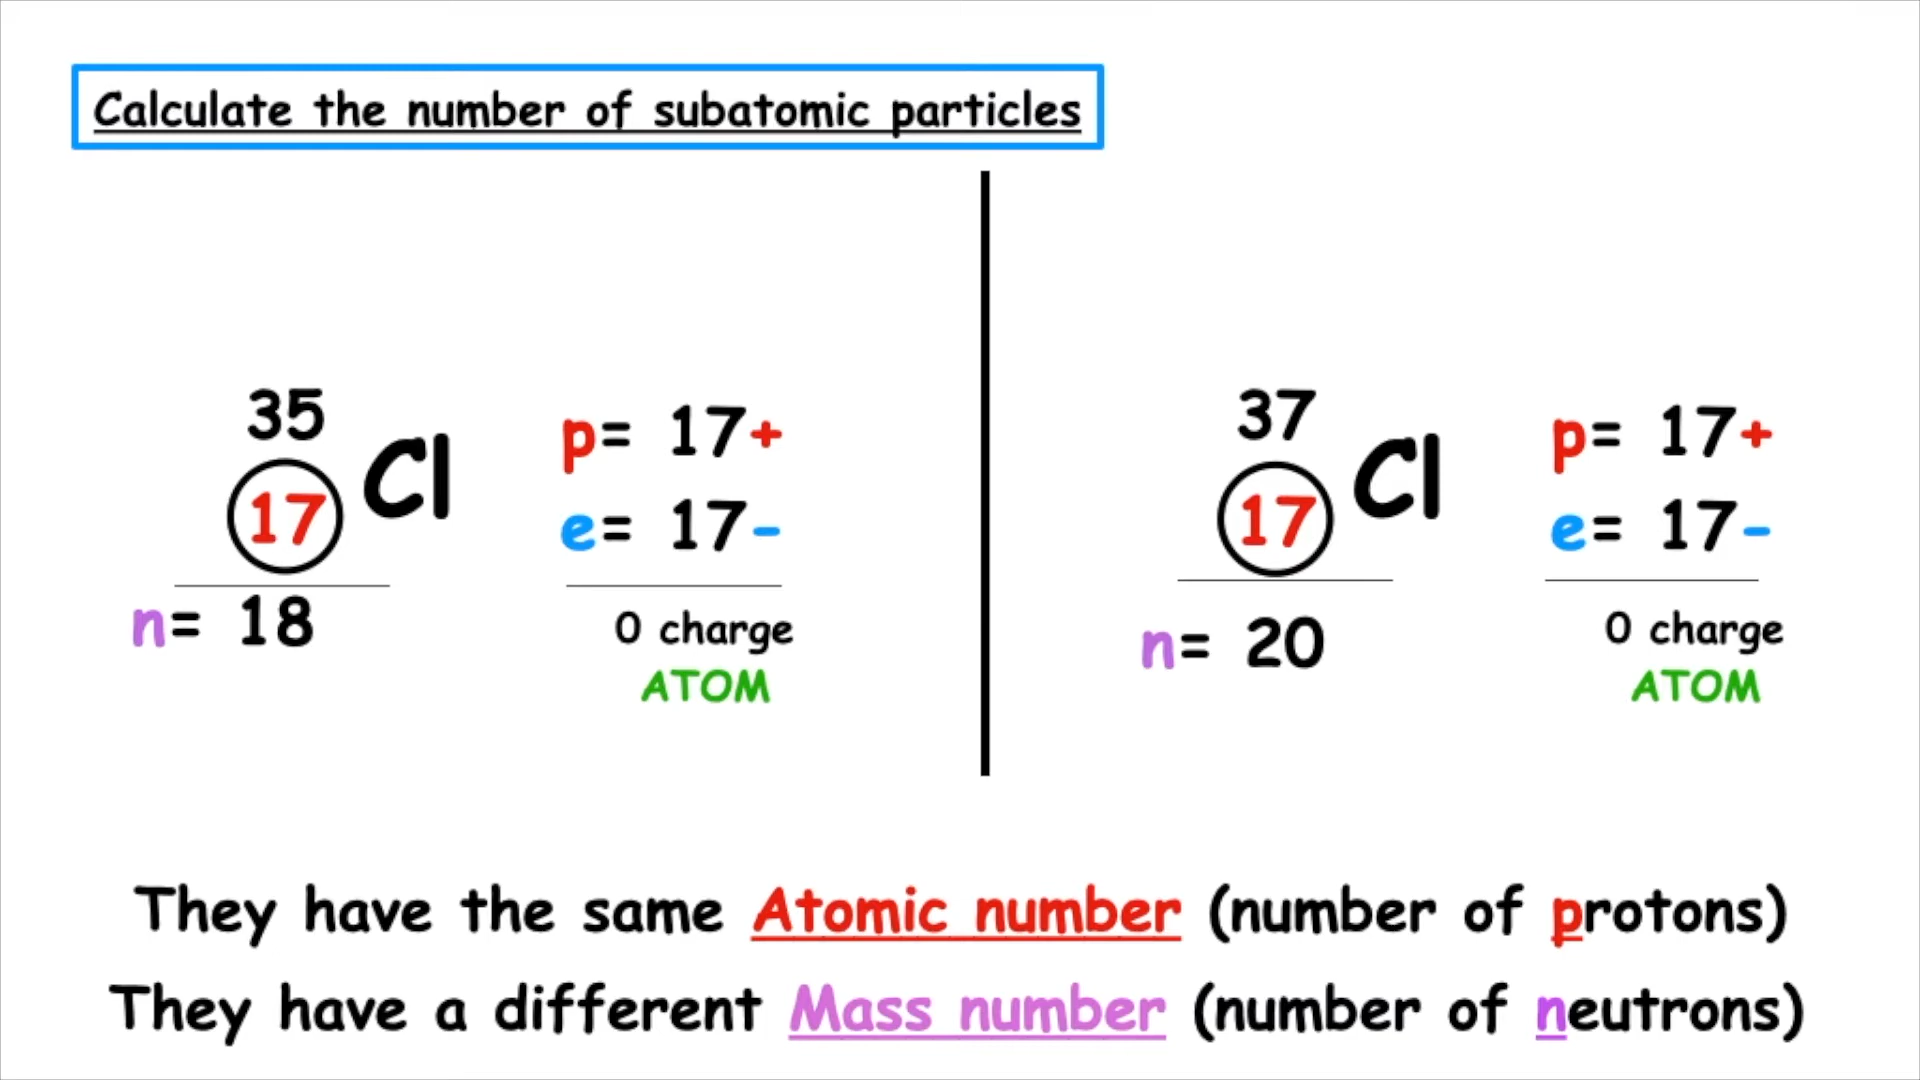 Calculate the number of subatomic particles
35
17 Cl
n= 18
p= 17+
e= 17-
0 charge
ATOM
37
17 Cl
n= 20
p= 17+
e= 17-
0 charge
ATOM
They have the same Atomic number (number of protons)
They have a different Mass number (number of neutrons)